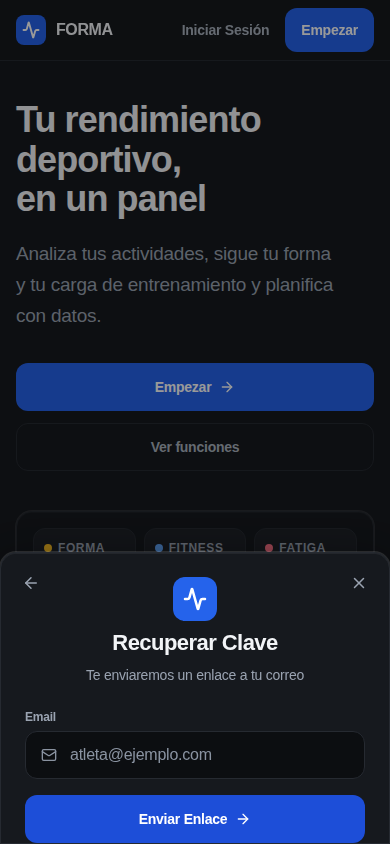 FORMA
Iniciar Sesión
Empezar
Tu rendimiento
deportivo,
en un panel
Analiza tus actividades, sigue tu forma
y tu carga de entrenamiento y planifica
con datos.
Empezar
Ver funciones
FORMA
FITNESS
FATIGA
Recuperar Clave
Te enviaremos un enlace a tu correo
Email
atleta@ejemplo.com
Enviar Enlace